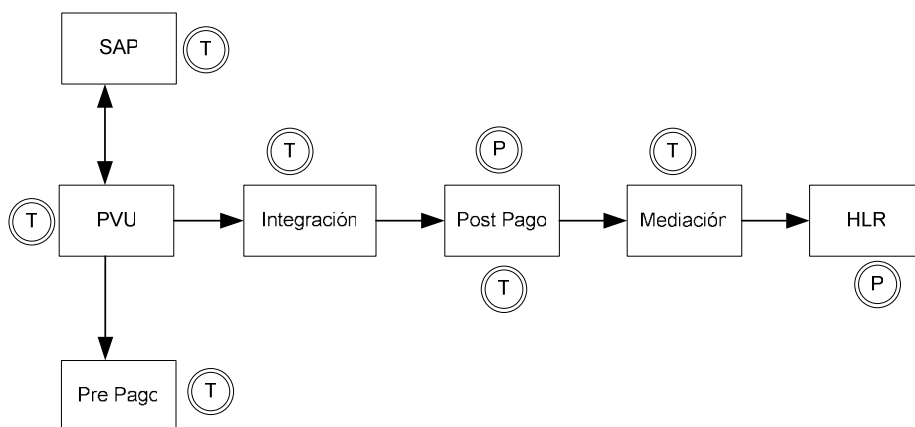 SAP
T
T
P
T
T
PVU
Integración
Post Pago
Mediación
HLR
T
P
Pre Pago
T